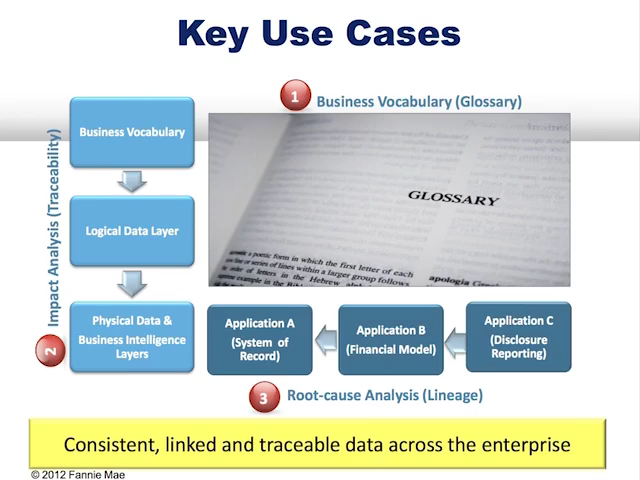 Key Use Cases
1
Business Vocabulary (Glossary)
Impact Analysis (Traceability)
2
Business Vocabulary
Logical Data Layer
Physical Data &
Business Intelligence
Layers
GLOSSARY
a poetic form in which the first letter of each
line or series of lines within a larger group follows
order of letters in the Hebrew
example in the
apologia
Application A
(System of
Record)
Application B
(Financial Model)
Application C
(Disclosure
Reporting)
3
Root-cause Analysis (Lineage)
Consistent, linked and traceable data across the enterprise
© 2012 Fannie Mae